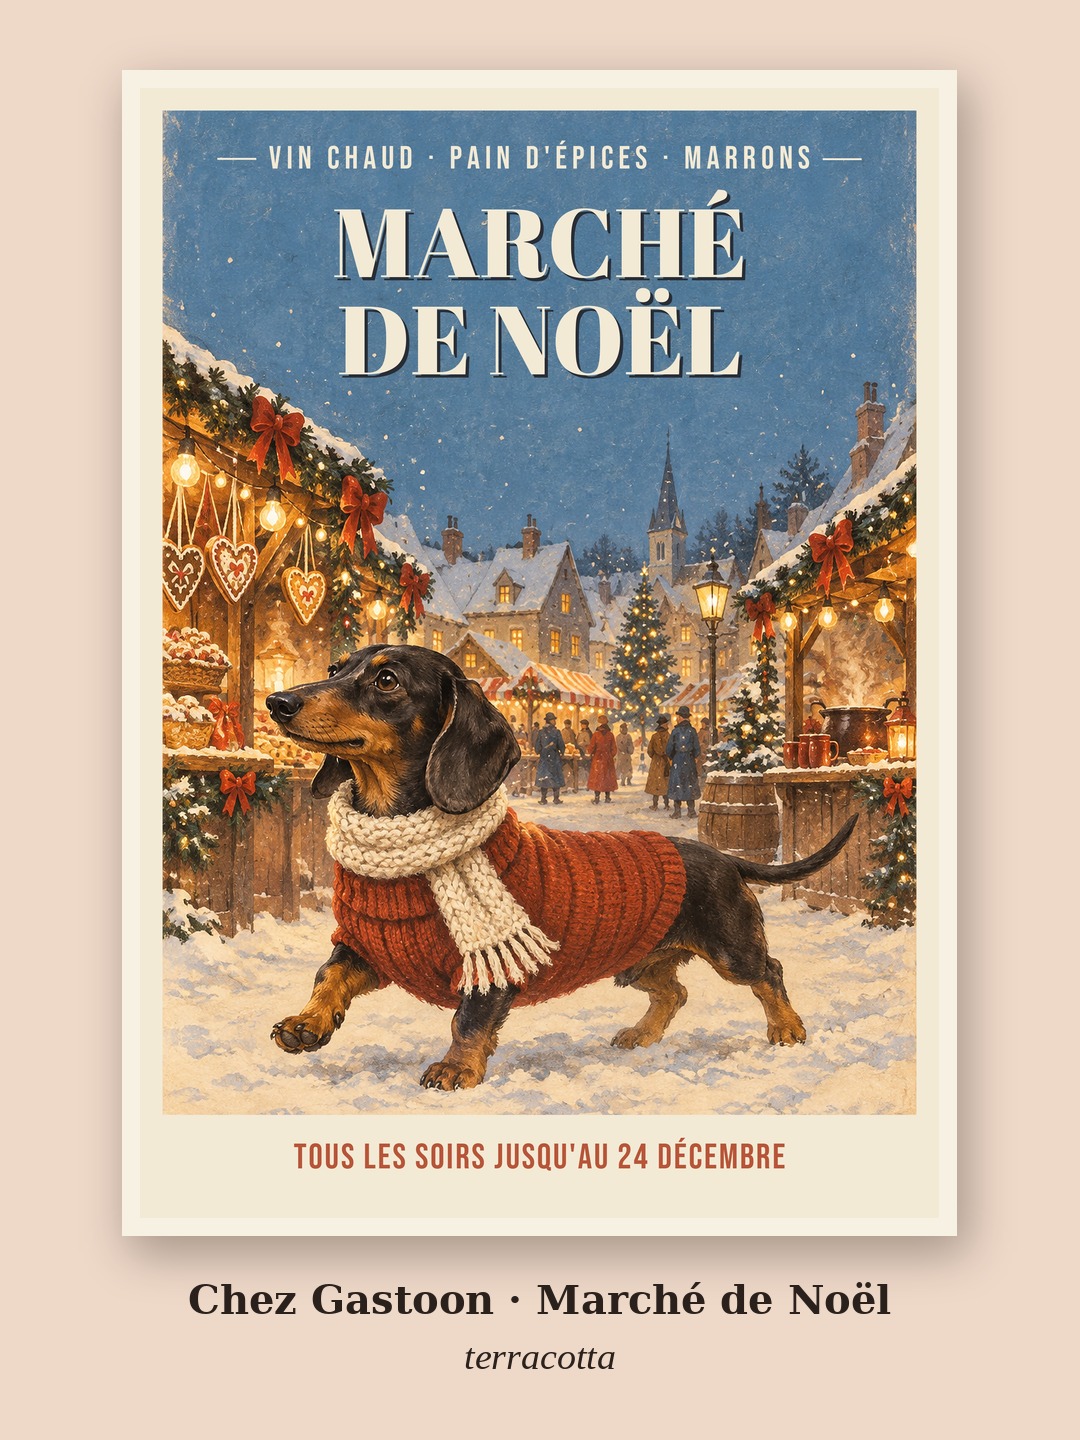 VIN CHAUD · PAIN D'ÉPICES · MARRONS
MARCHÉ
DE NOËL
TOUS LES SOIRS JUSQU'AU 24 DÉCEMBRE
Chez Gastoon · Marché de Noël
terracotta